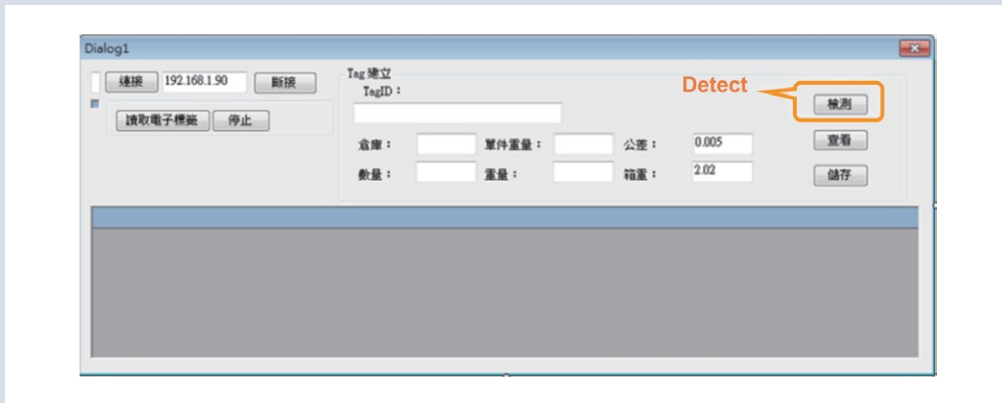 Dialog1
連接 192.168.1.90 斷接
讀取電子標籤 停止
Tag 建立
TagID：
Detect
檢測
倉庫： 單件重量： 公差： 0.005 查看
數量： 重量： 箱重： 2.02 儲存